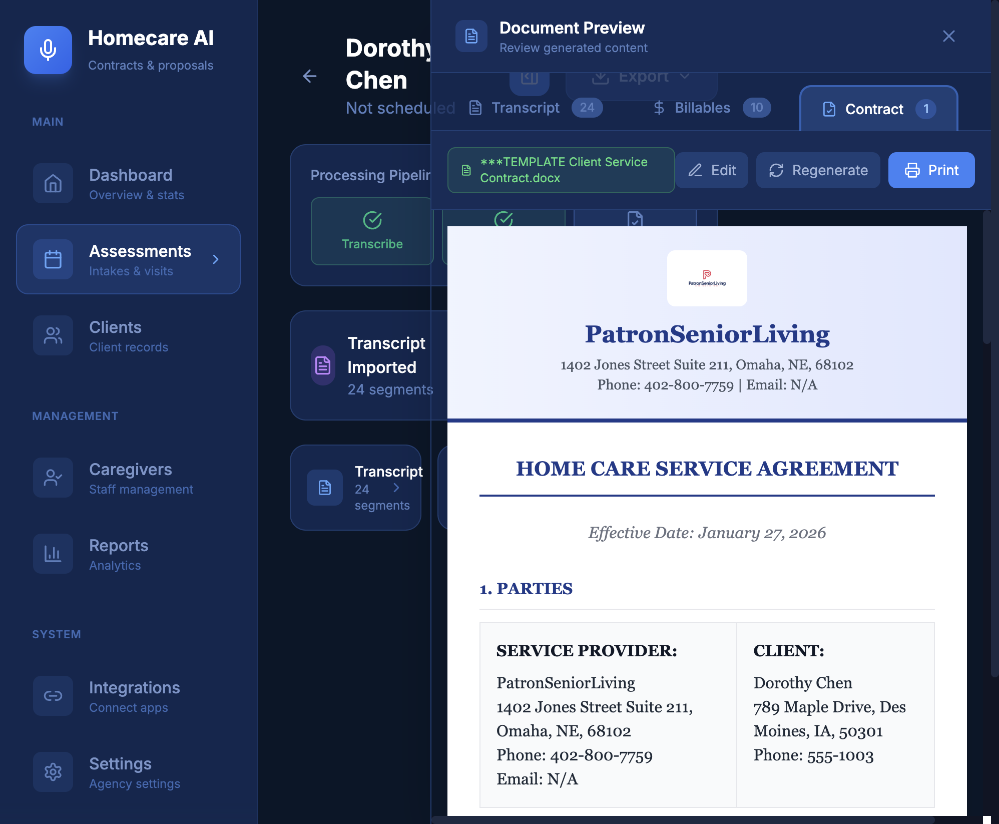 Homecare AI
Contracts & proposals
MAIN
Dashboard
Overview & stats
Assessments
Intakes & visits
Clients
Client records
MANAGEMENT
Caregivers
Staff management
Reports
Analytics
SYSTEM
Integrations
Connect apps
Settings
Agency settings
Dorothy
Chen
Not scheduled
Processing Pipelin
Transcribe
Transcript
Imported
24 segments
Transcript
24
segments
Document Preview
Review generated content
Export
Transcript 24
Billables 10
Contract 1
***TEMPLATE Client Service
Contract.docx
Edit
Regenerate
Print
PatronSeniorLiving
PatronSeniorLiving
1402 Jones Street Suite 211, Omaha, NE, 68102
Phone: 402-800-7759 | Email: N/A
HOME CARE SERVICE AGREEMENT
Effective Date: January 27, 2026
1. PARTIES
SERVICE PROVIDER:
PatronSeniorLiving
1402 Jones Street Suite 211,
Omaha, NE, 68102
Phone: 402-800-7759
Email: N/A
CLIENT:
Dorothy Chen
789 Maple Drive, Des
Moines, IA, 50301
Phone: 555-1003